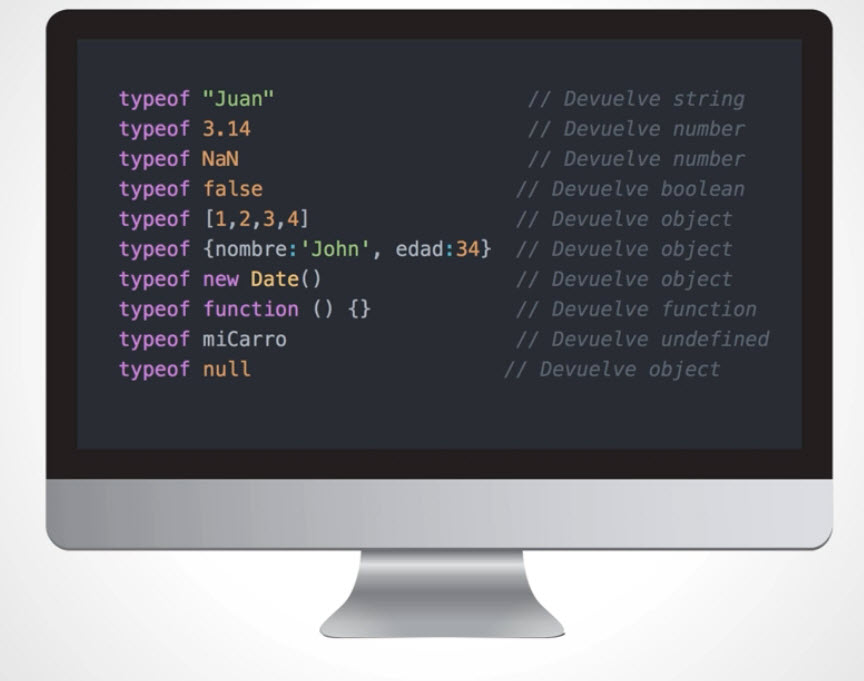 typeof "Juan" // Devuelve string
typeof 3.14 // Devuelve number
typeof NaN // Devuelve number
typeof false // Devuelve boolean
typeof [1,2,3,4] // Devuelve object
typeof {nombre:'John', edad:34} // Devuelve object
typeof new Date() // Devuelve object
typeof function () {} // Devuelve function
typeof miCarro // Devuelve undefined
typeof null // Devuelve object